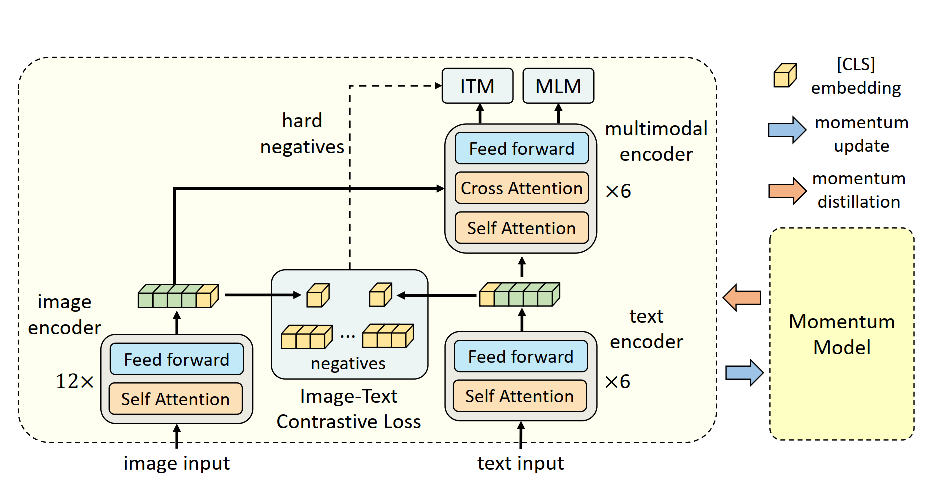 ITM
MLM
[CLS]
embedding
hard
negatives
Feed forward
Cross Attention
Self Attention
multimodal
encoder
×6
momentum
update
momentum
distillation
image
encoder
12×
Feed forward
Self Attention
...
negatives
Image-Text
Contrastive Loss
Feed forward
Self Attention
text
encoder
×6
Momentum
Model
image input
text input